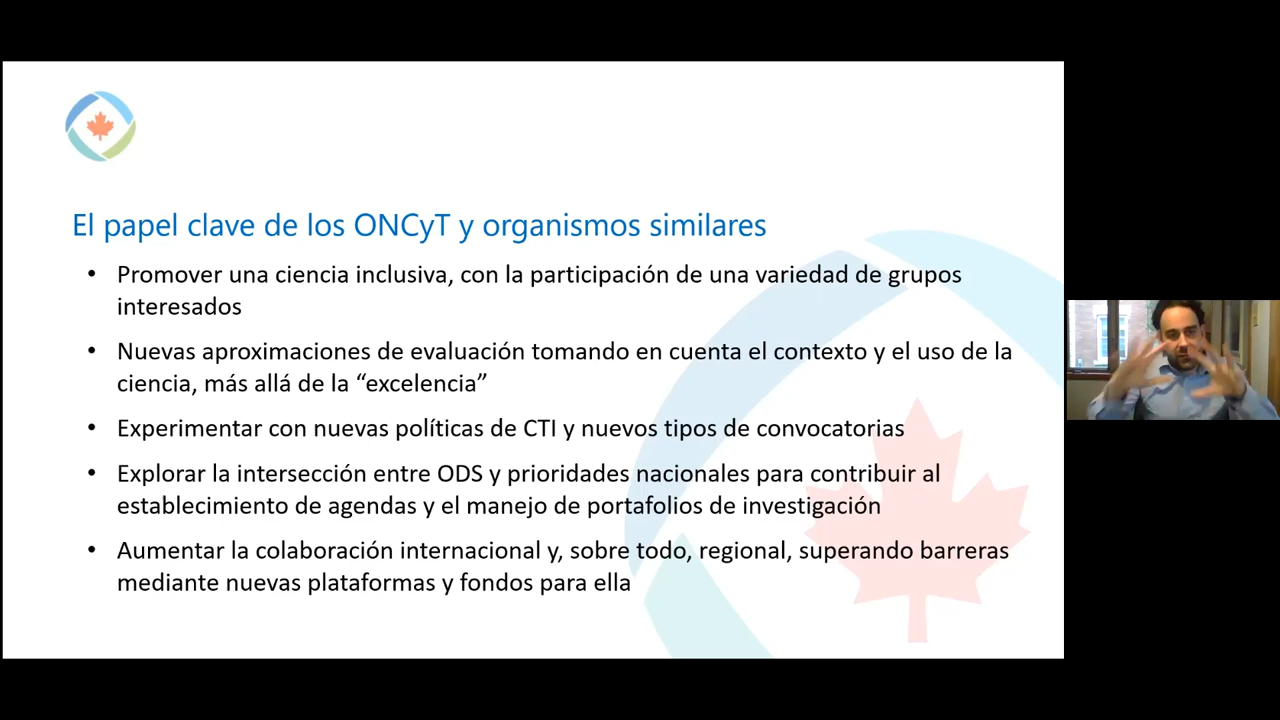 El papel clave de los ONCyT y organismos similares
• Promover una ciencia inclusiva, con la participación de una variedad de grupos
interesados
• Nuevas aproximaciones de evaluación tomando en cuenta el contexto y el uso de la
ciencia, más allá de la “excelencia”
• Experimentar con nuevas políticas de CTI y nuevos tipos de convocatorias
• Explorar la intersección entre ODS y prioridades nacionales para contribuir al
establecimiento de agendas y el manejo de portafolios de investigación
• Aumentar la colaboración internacional y, sobre todo, regional, superando barreras
mediante nuevas plataformas y fondos para ella